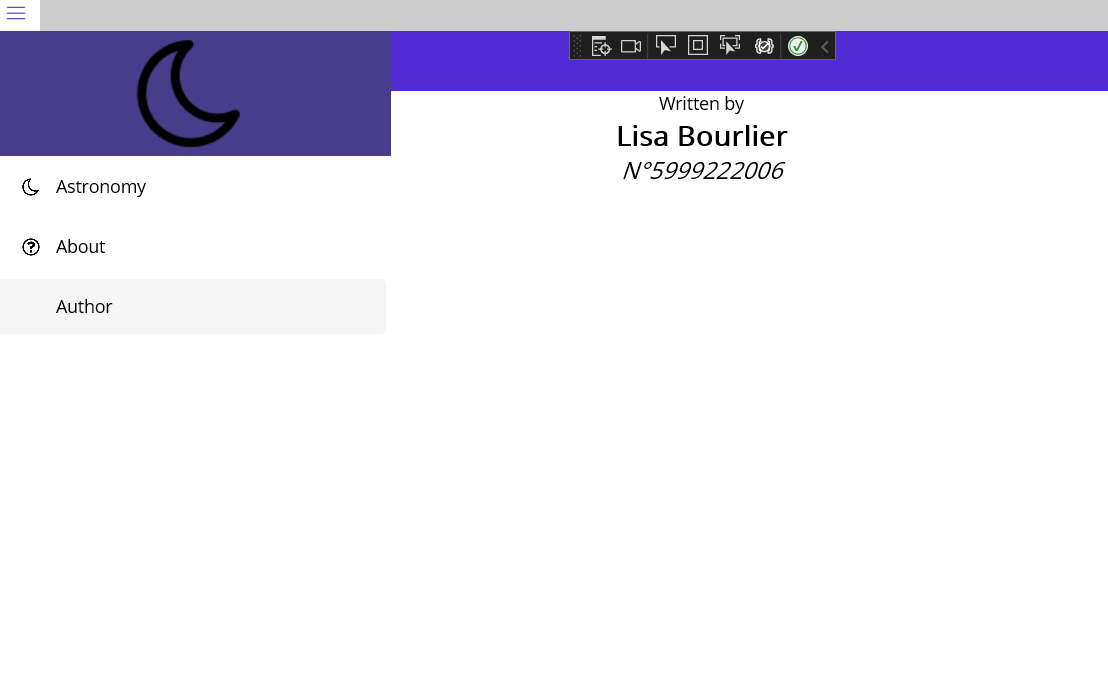 Astronomy
About
Author
Written by
Lisa Bourlier
N°5999222006